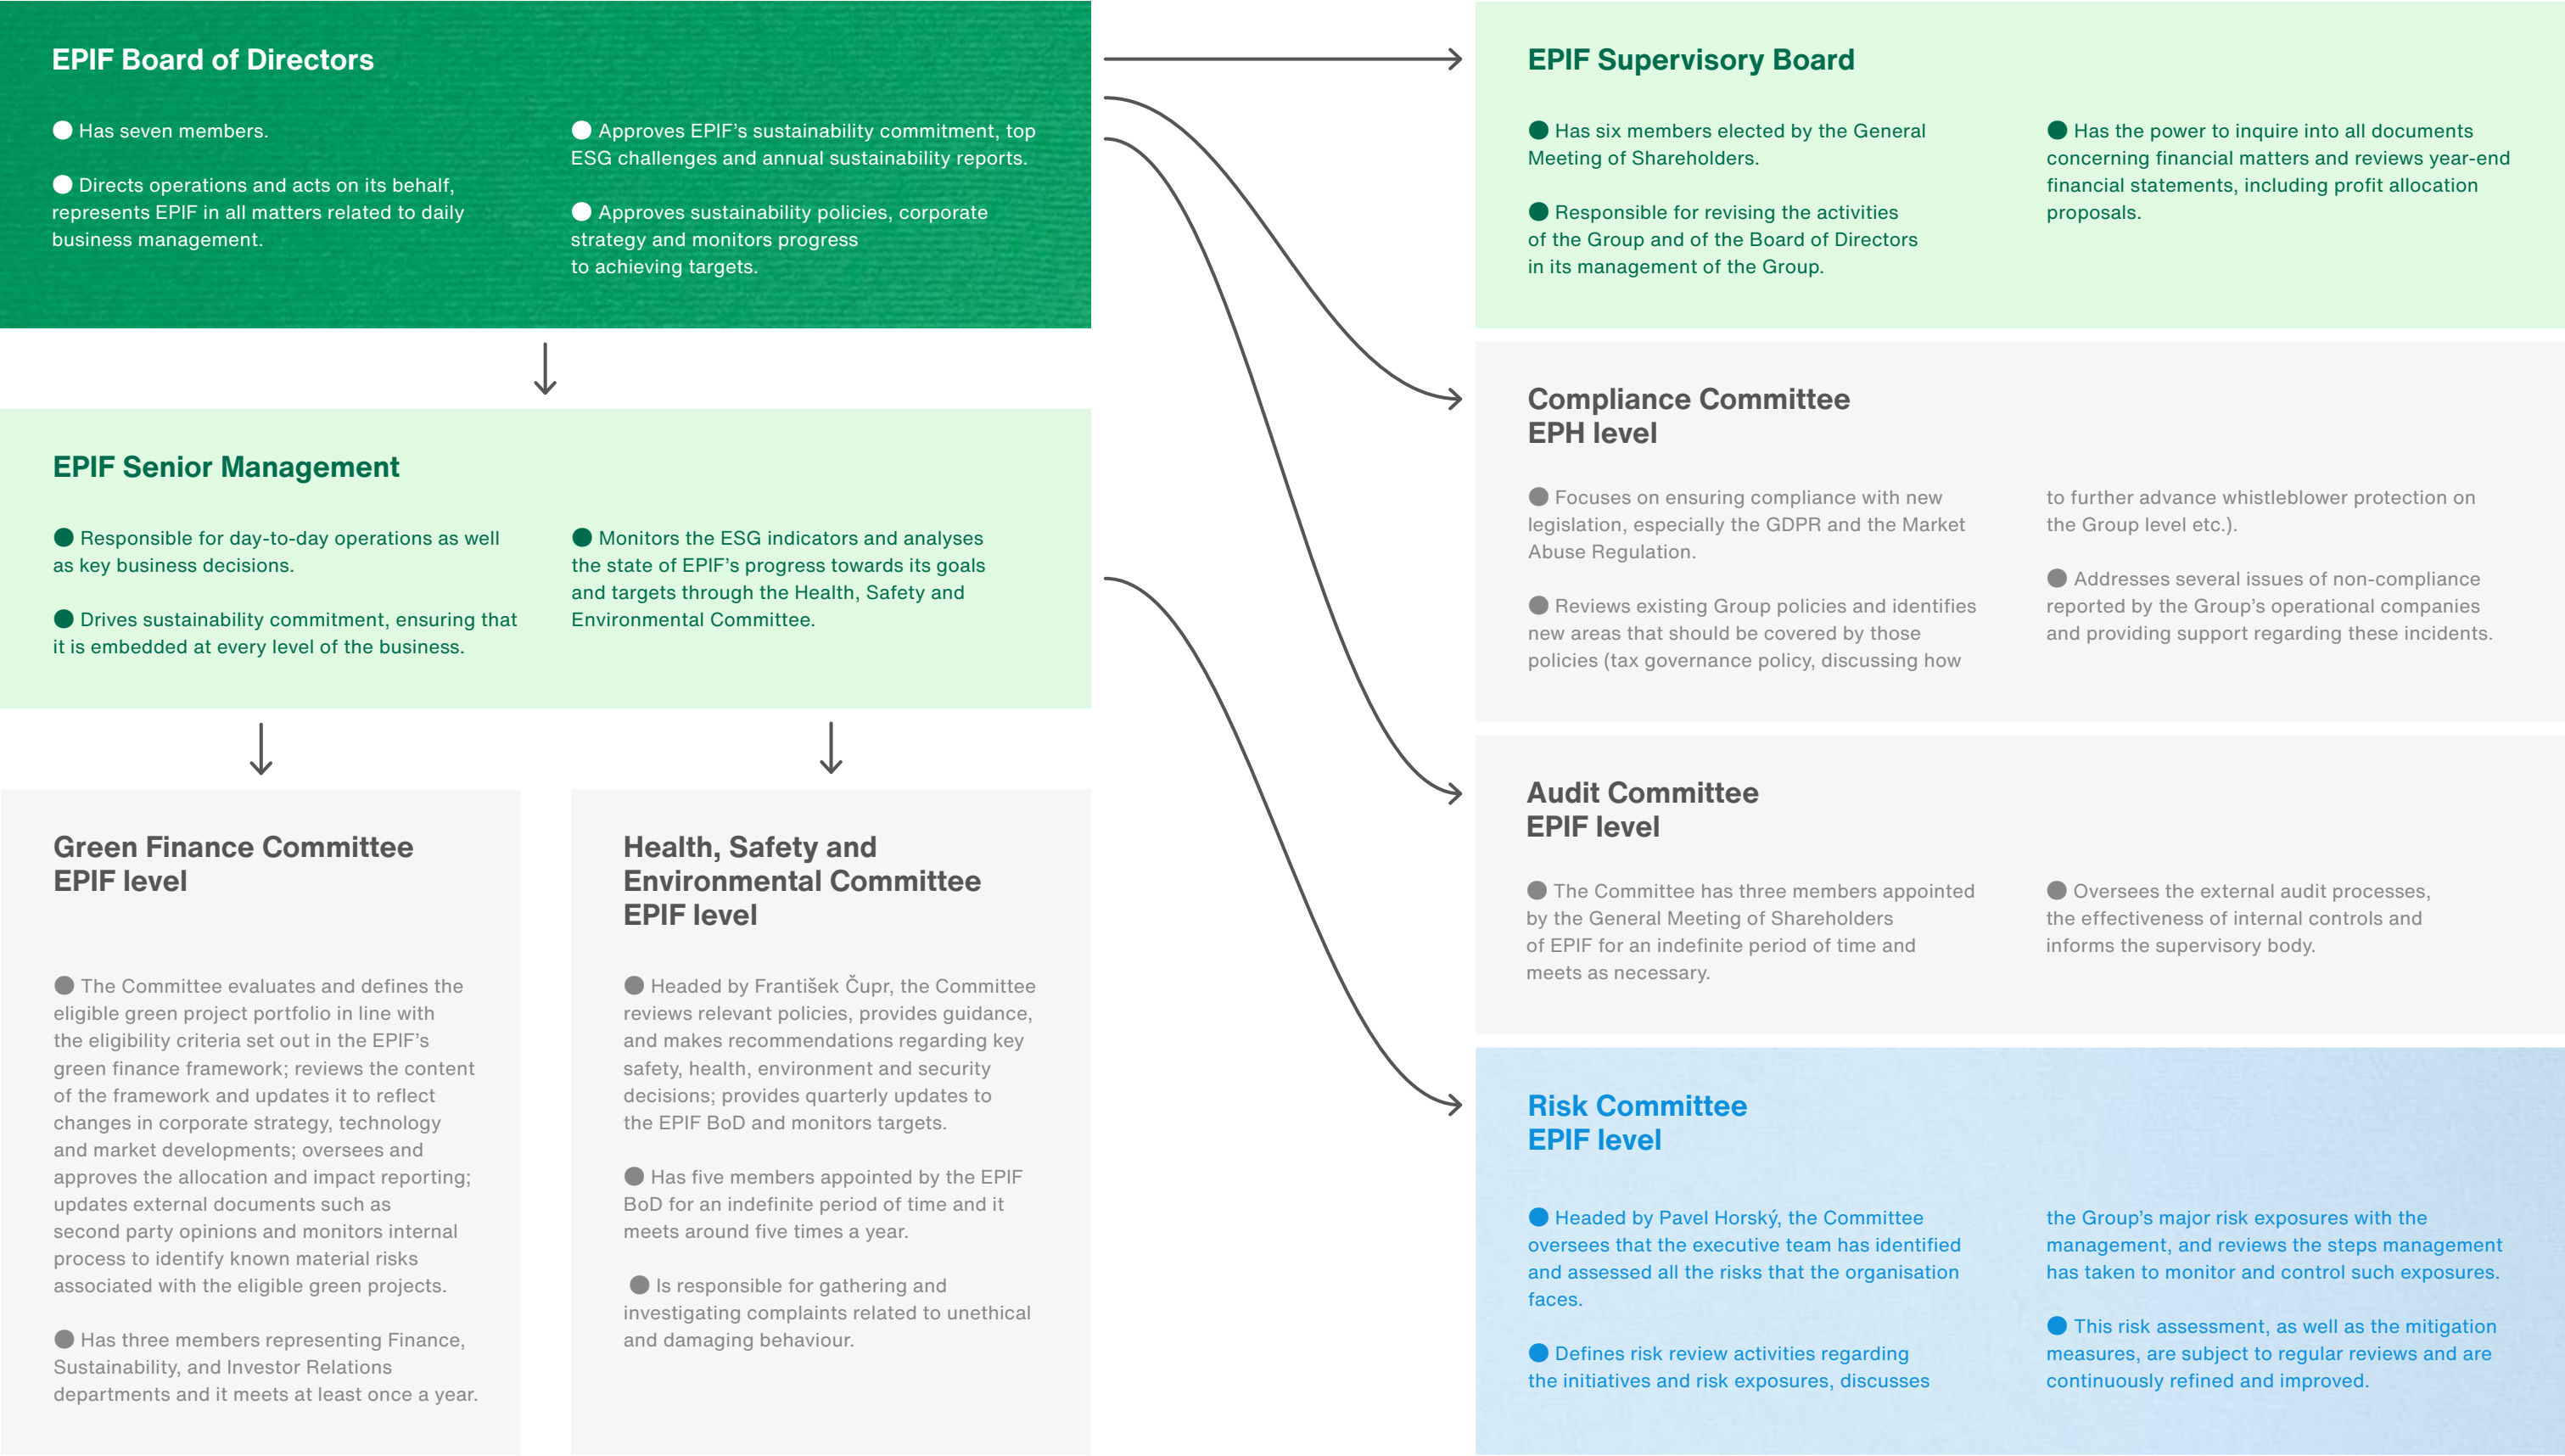 EPIF Board of Directors
● Has seven members.
● Directs operations and acts on its behalf,
represents EPIF in all matters related to daily
business management.
● Approves EPIF’s sustainability commitment, top
ESG challenges and annual sustainability reports.
● Approves sustainability policies, corporate
strategy and monitors progress
to achieving targets.
EPIF Supervisory Board
● Has six members elected by the General
Meeting of Shareholders.
● Responsible for revising the activities
of the Group and of the Board of Directors
in its management of the Group.
● Has the power to inquire into all documents
concerning financial matters and reviews year-end
financial statements, including profit allocation
proposals.
EPIF Senior Management
● Responsible for day-to-day operations as well
as key business decisions.
● Drives sustainability commitment, ensuring that
it is embedded at every level of the business.
● Monitors the ESG indicators and analyses
the state of EPIF’s progress towards its goals
and targets through the Health, Safety and
Environmental Committee.
Compliance Committee
EPH level
● Focuses on ensuring compliance with new
legislation, especially the GDPR and the Market
Abuse Regulation.
● Reviews existing Group policies and identifies
new areas that should be covered by those
policies (tax governance policy, discussing how
to further advance whistleblower protection on
the Group level etc.).
● Addresses several issues of non-compliance
reported by the Group’s operational companies
and providing support regarding these incidents.
Audit Committee
EPIF level
● The Committee has three members appointed
by the General Meeting of Shareholders
of EPIF for an indefinite period of time and
meets as necessary.
● Oversees the external audit processes,
the effectiveness of internal controls and
informs the supervisory body.
Green Finance Committee
EPIF level
● The Committee evaluates and defines the
eligible green project portfolio in line with
the eligibility criteria set out in the EPIF’s
green finance framework; reviews the content
of the framework and updates it to reflect
changes in corporate strategy, technology
and market developments; oversees and
approves the allocation and impact reporting;
updates external documents such as
second party opinions and monitors internal
process to identify known material risks
associated with the eligible green projects.
● Has three members representing Finance,
Sustainability, and Investor Relations
departments and it meets at least once a year.
Health, Safety and
Environmental Committee
EPIF level
● Headed by František Čupr, the Committee
reviews relevant policies, provides guidance,
and makes recommendations regarding key
safety, health, environment and security
decisions; provides quarterly updates to
the EPIF BoD and monitors targets.
● Has five members appointed by the EPIF
BoD for an indefinite period of time and it
meets around five times a year.
● Is responsible for gathering and
investigating complaints related to unethical
and damaging behaviour.
Risk Committee
EPIF level
● Headed by Pavel Horský, the Committee
oversees that the executive team has identified
and assessed all the risks that the organisation
faces.
● Defines risk review activities regarding
the initiatives and risk exposures, discusses
the Group’s major risk exposures with the
management, and reviews the steps management
has taken to monitor and control such exposures.
● This risk assessment, as well as the mitigation
measures, are subject to regular reviews and are
continuously refined and improved.